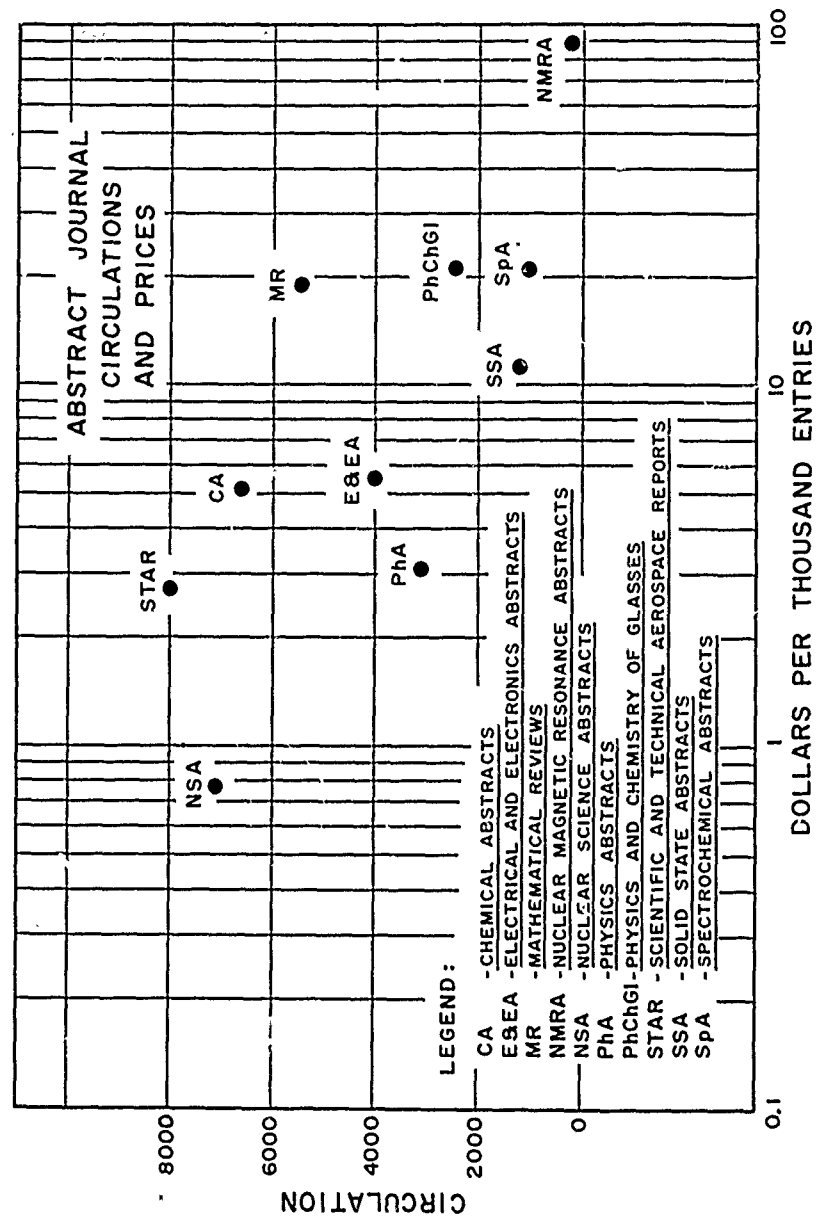 ABSTRACT JOURNAL
CIRCULATIONS
AND PRICES
STAR
NSA
CA
MR
E&EA
PhA
PhChGl
SSA
SpA
NMRA
CIRCULATION
8000
6000
4000
2000
0
LEGEND:
CA - CHEMICAL ABSTRACTS
E&EA - ELECTRICAL AND ELECTRONICS ABSTRACTS
MR - MATHEMATICAL REVIEWS
NMRA - NUCLEAR MAGNETIC RESONANCE ABSTRACTS
NSA - NUCLEAR SCIENCE ABSTRACTS
PhA - PHYSICS ABSTRACTS
PhChGl - PHYSICS AND CHEMISTRY OF GLASSES
STAR - SCIENTIFIC AND TECHNICAL AEROSPACE REPORTS
SSA - SOLID STATE ABSTRACTS
SpA - SPECTROCHEMICAL ABSTRACTS
0.1
1
10
100
DOLLARS PER THOUSAND ENTRIES